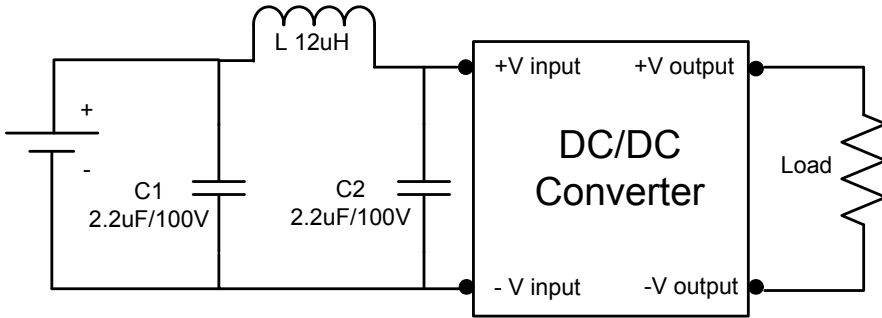 L 12uH
+V input
+V output
+
-
C1
2.2uF/100V
C2
2.2uF/100V
DC/DC
Converter
Load
- V input
-V output